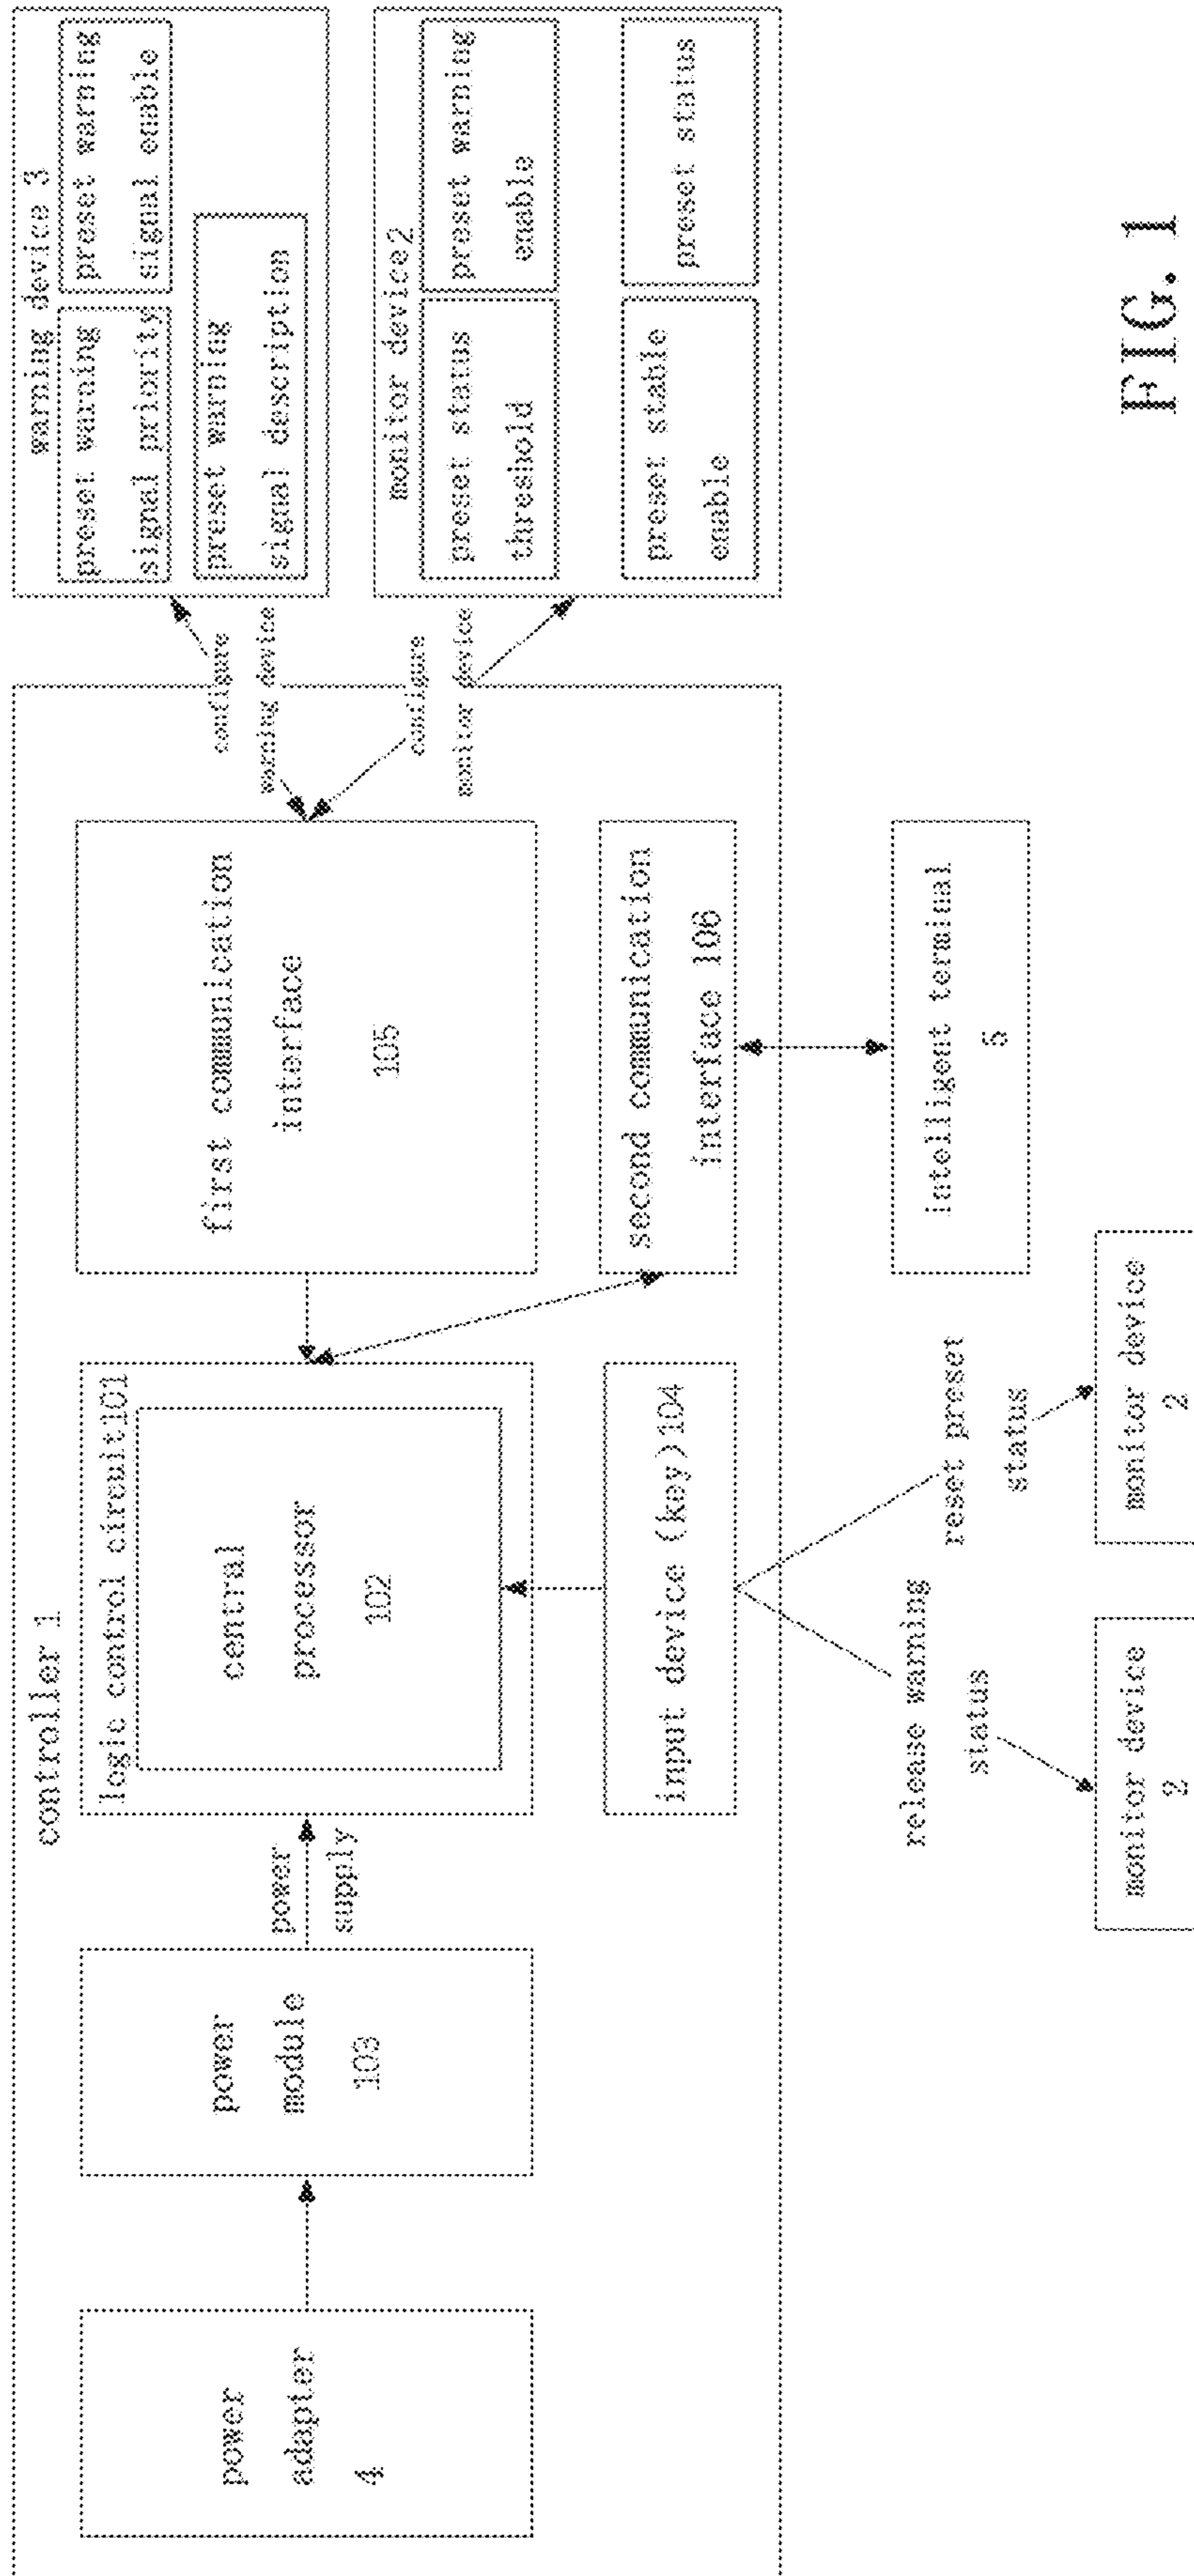 controller 1
power
adapter
4
power
module
103
power
supply
logic control circuit101
central
processor
102
input device (key)104
first communication
interface
105
second communication
interface 106
configure
warning device
configure
monitor device
warning device 3
preset warning
signal priority
preset warning
signal enable
preset warning
signal description
monitor device2
preset status
threshold
preset warning
enable
preset stable
enable
preset status
intelligent terminal
5
release warning
status
reset preset
status
monitor device
2
monitor device
2
FIG. 1